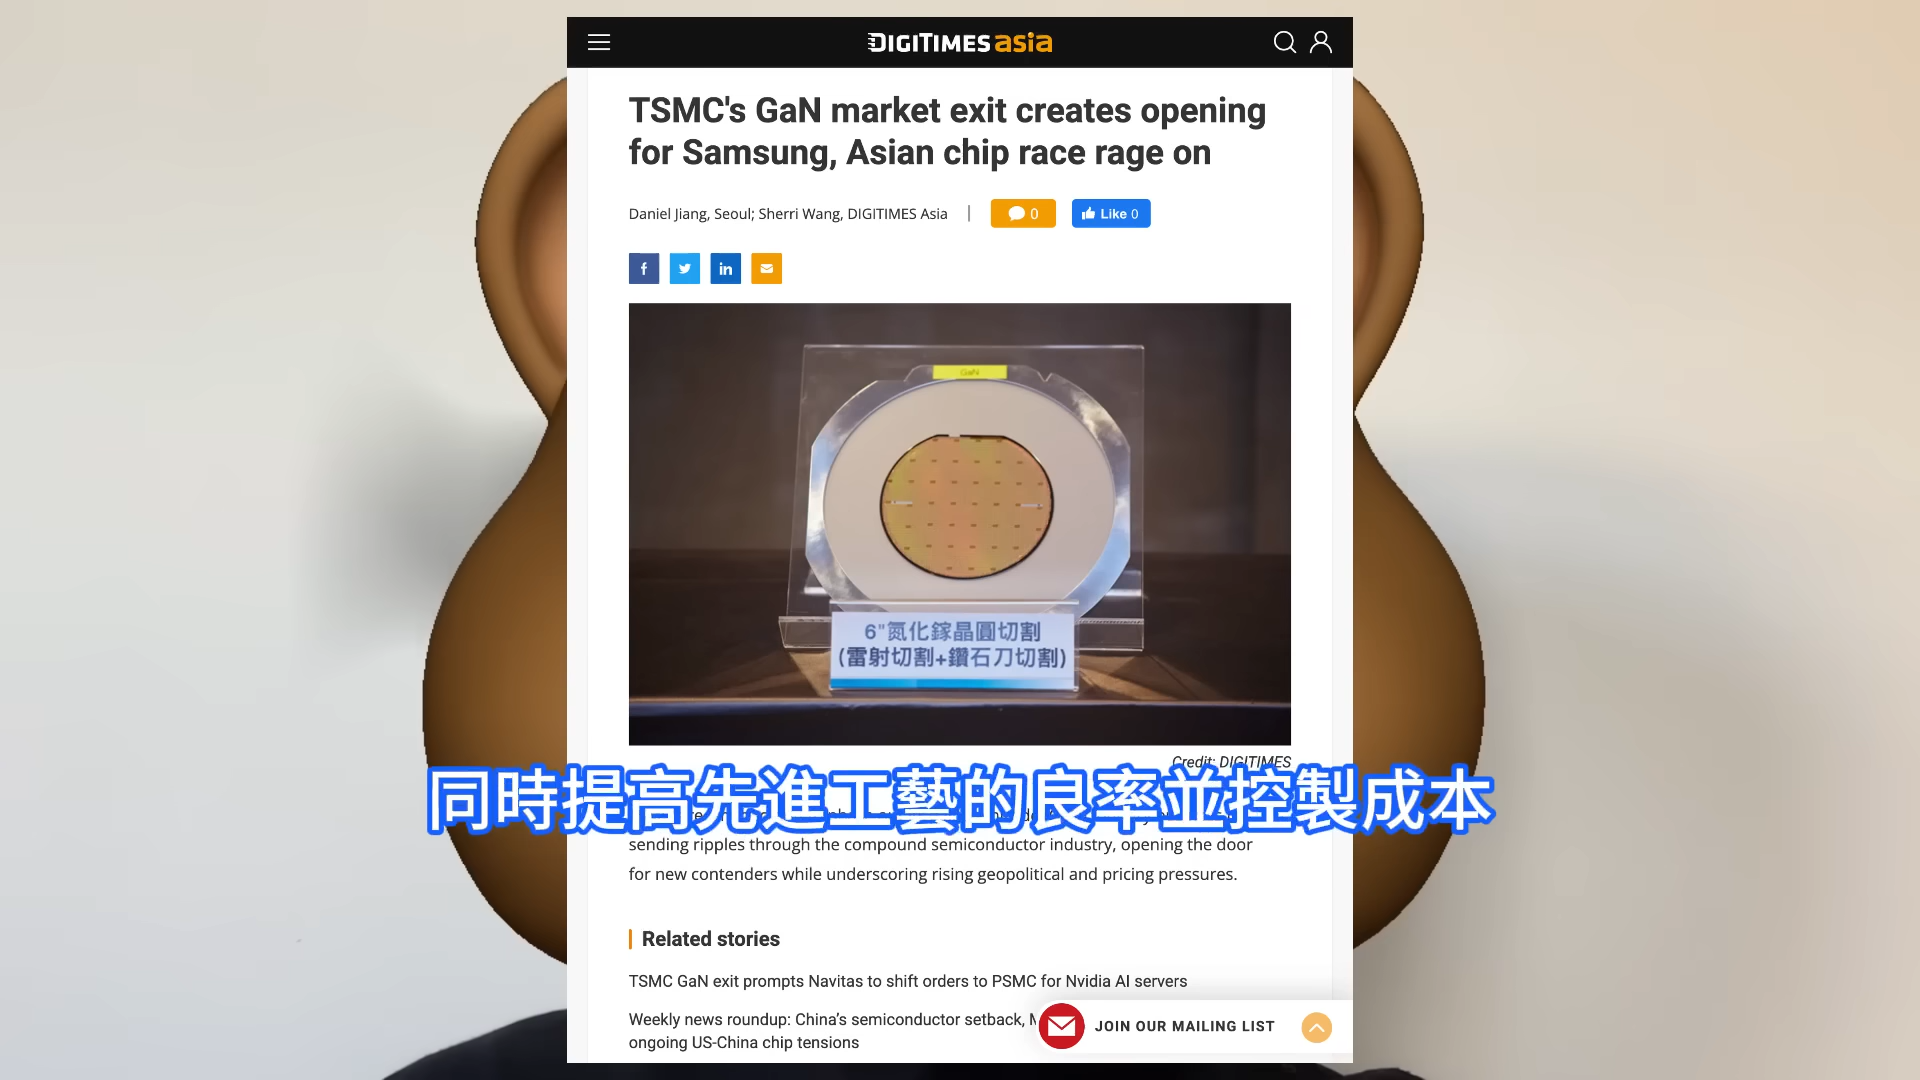 DIGITIMES asia
TSMC's GaN market exit creates opening
for Samsung, Asian chip race rage on
Daniel Jiang, Seoul; Sherri Wang, DIGITIMES Asia
0
Like 0
GaN
6"氮化鎵晶圓切割
(雷射切割+鑽石刀切割)
Credit: DIGITIMES
同時提高先進工藝的良率並控製成本
sending ripples through the compound semiconductor industry, opening the door
for new contenders while underscoring rising geopolitical and pricing pressures.
Related stories
TSMC GaN exit prompts Navitas to shift orders to PSMC for Nvidia AI servers
Weekly news roundup: China's semiconductor setback,
ongoing US-China chip tensions
JOIN OUR MAILING LIST